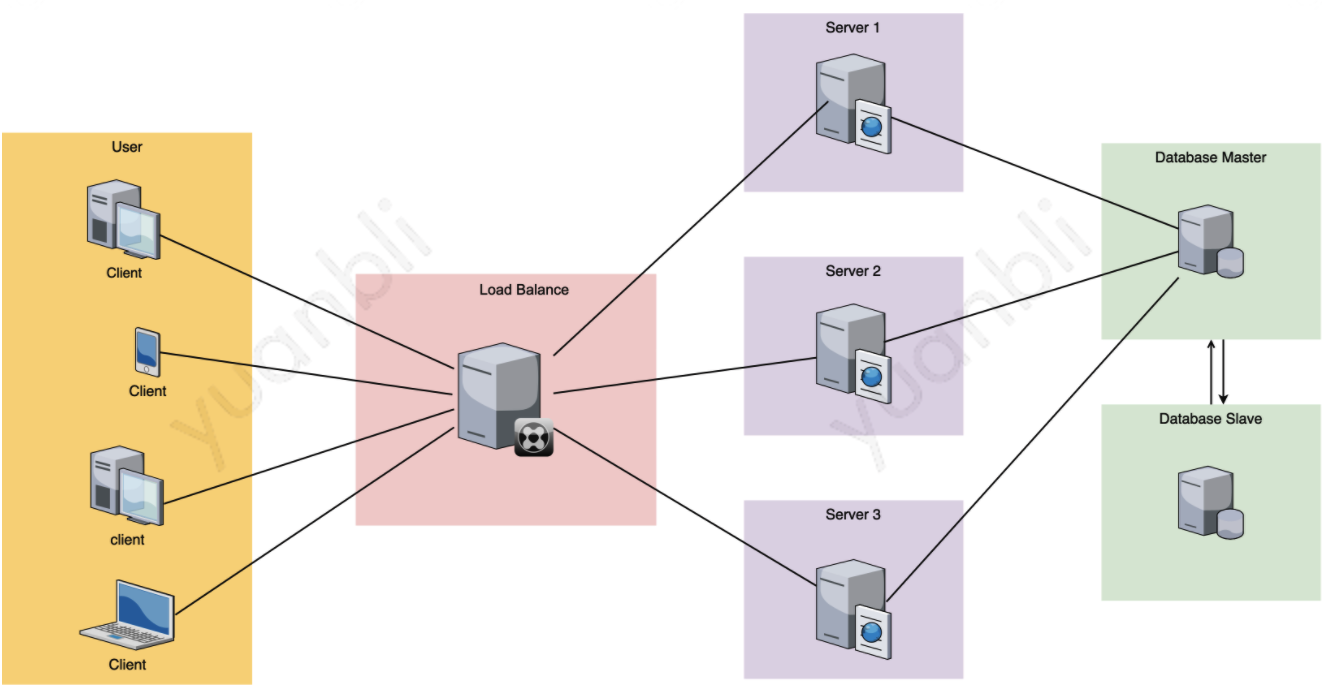 User
Client
Client
client
Client
Load Balance
Server 1
Server 2
Server 3
Database Master
Database Slave
yuanbli
yuanbli